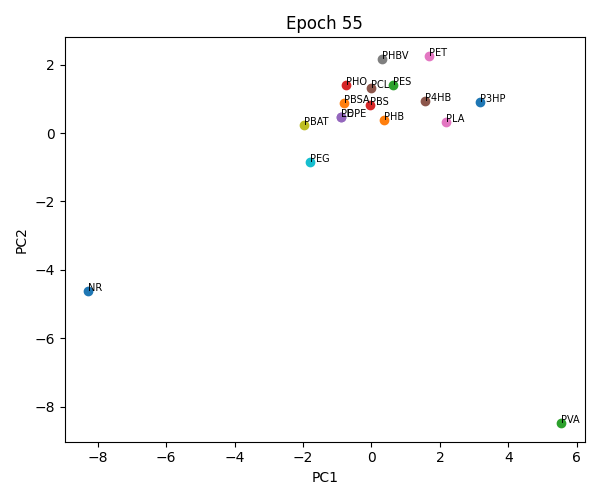 Epoch 55
PHBV
PET
PHO
PCL
PES
PBSA
PBS
P4HB
P3HP
PHB
PLA
PBAT
PEG
NR
PVA
2
0
−2
−4
−6
−8
PC2
−8
−6
−4
−2
0
2
4
6
PC1